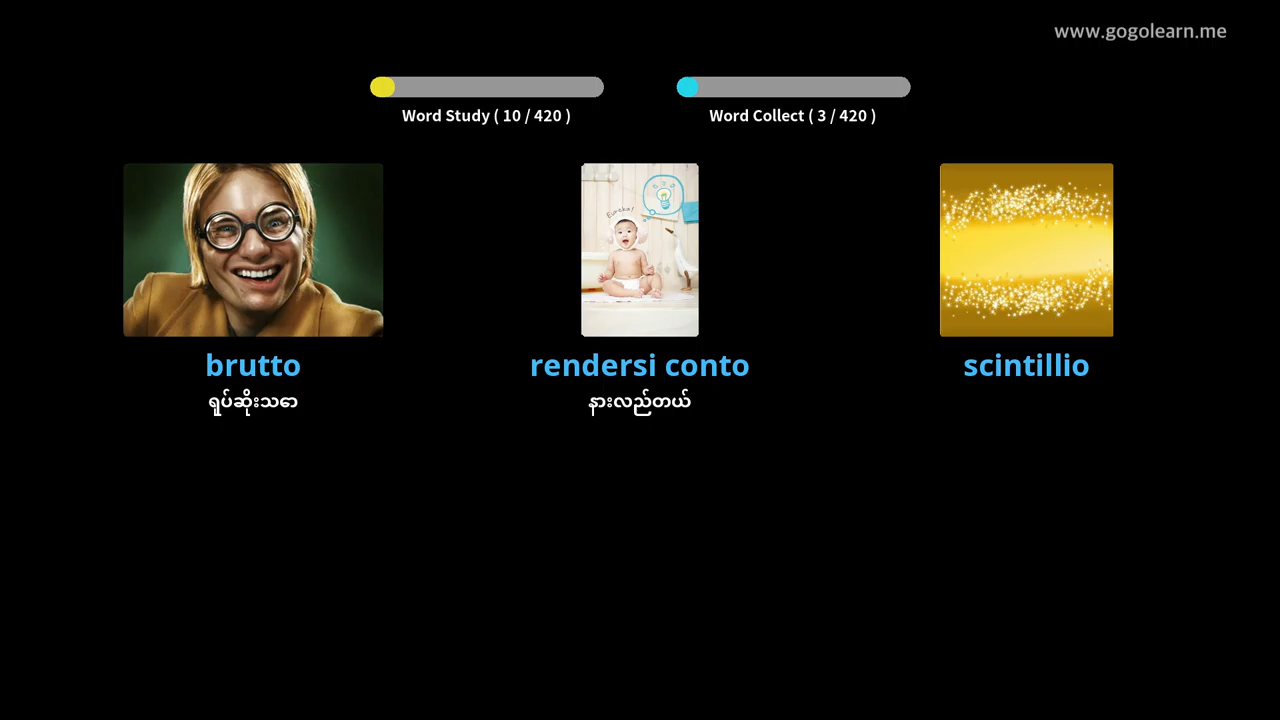 www.gogolearn.me
Word Study ( 10 / 420 )
Word Collect ( 3 / 420 )
Eureka!
brutto
rendersi conto
scintillio
ရုပ်ဆိုးသော
နားလည်တယ်